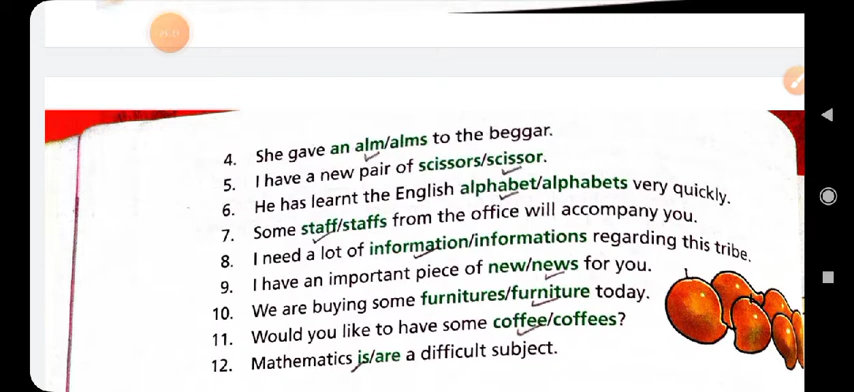 4. She gave an alm/alms to the beggar.
5. I have a new pair of scissors/scissor.
6. He has learnt the English alphabet/alphabets very quickly.
7. Some staff/staffs from the office will accompany you.
8. I need a lot of information/informations regarding this tribe.
9. I have an important piece of new/news for you.
10. We are buying some furnitures/furniture today.
11. Would you like to have some coffee/coffees?
12. Mathematics is/are a difficult subject.